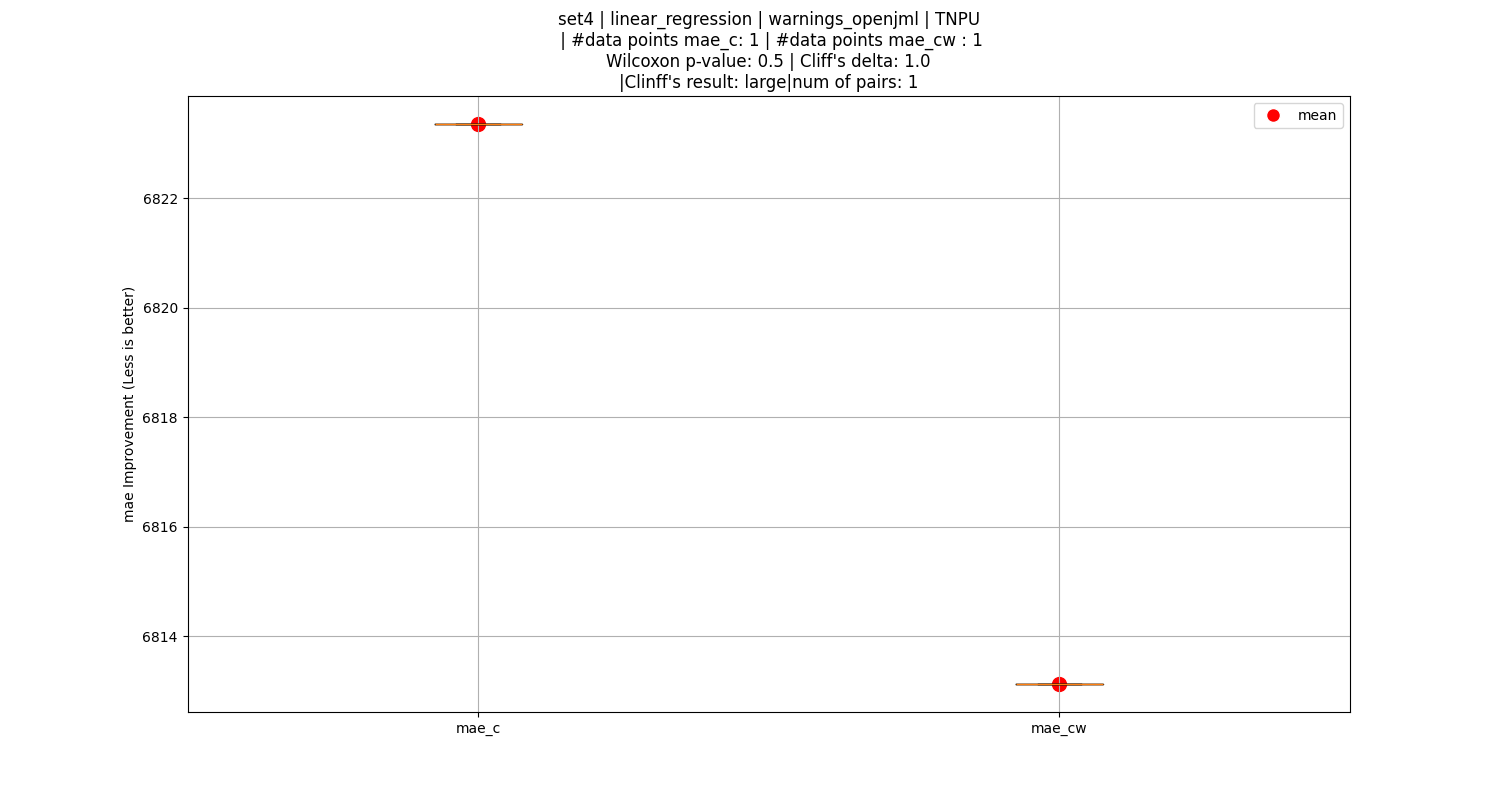 set4 | linear_regression | warnings_openjml | TNPU
| #data points mae_c: 1 | #data points mae_cw : 1
Wilcoxon p-value: 0.5 | Cliff's delta: 1.0
|Clinff's result: large|num of pairs: 1
mean
mae Improvement (Less is better)
6822
6820
6818
6816
6814
mae_c
mae_cw